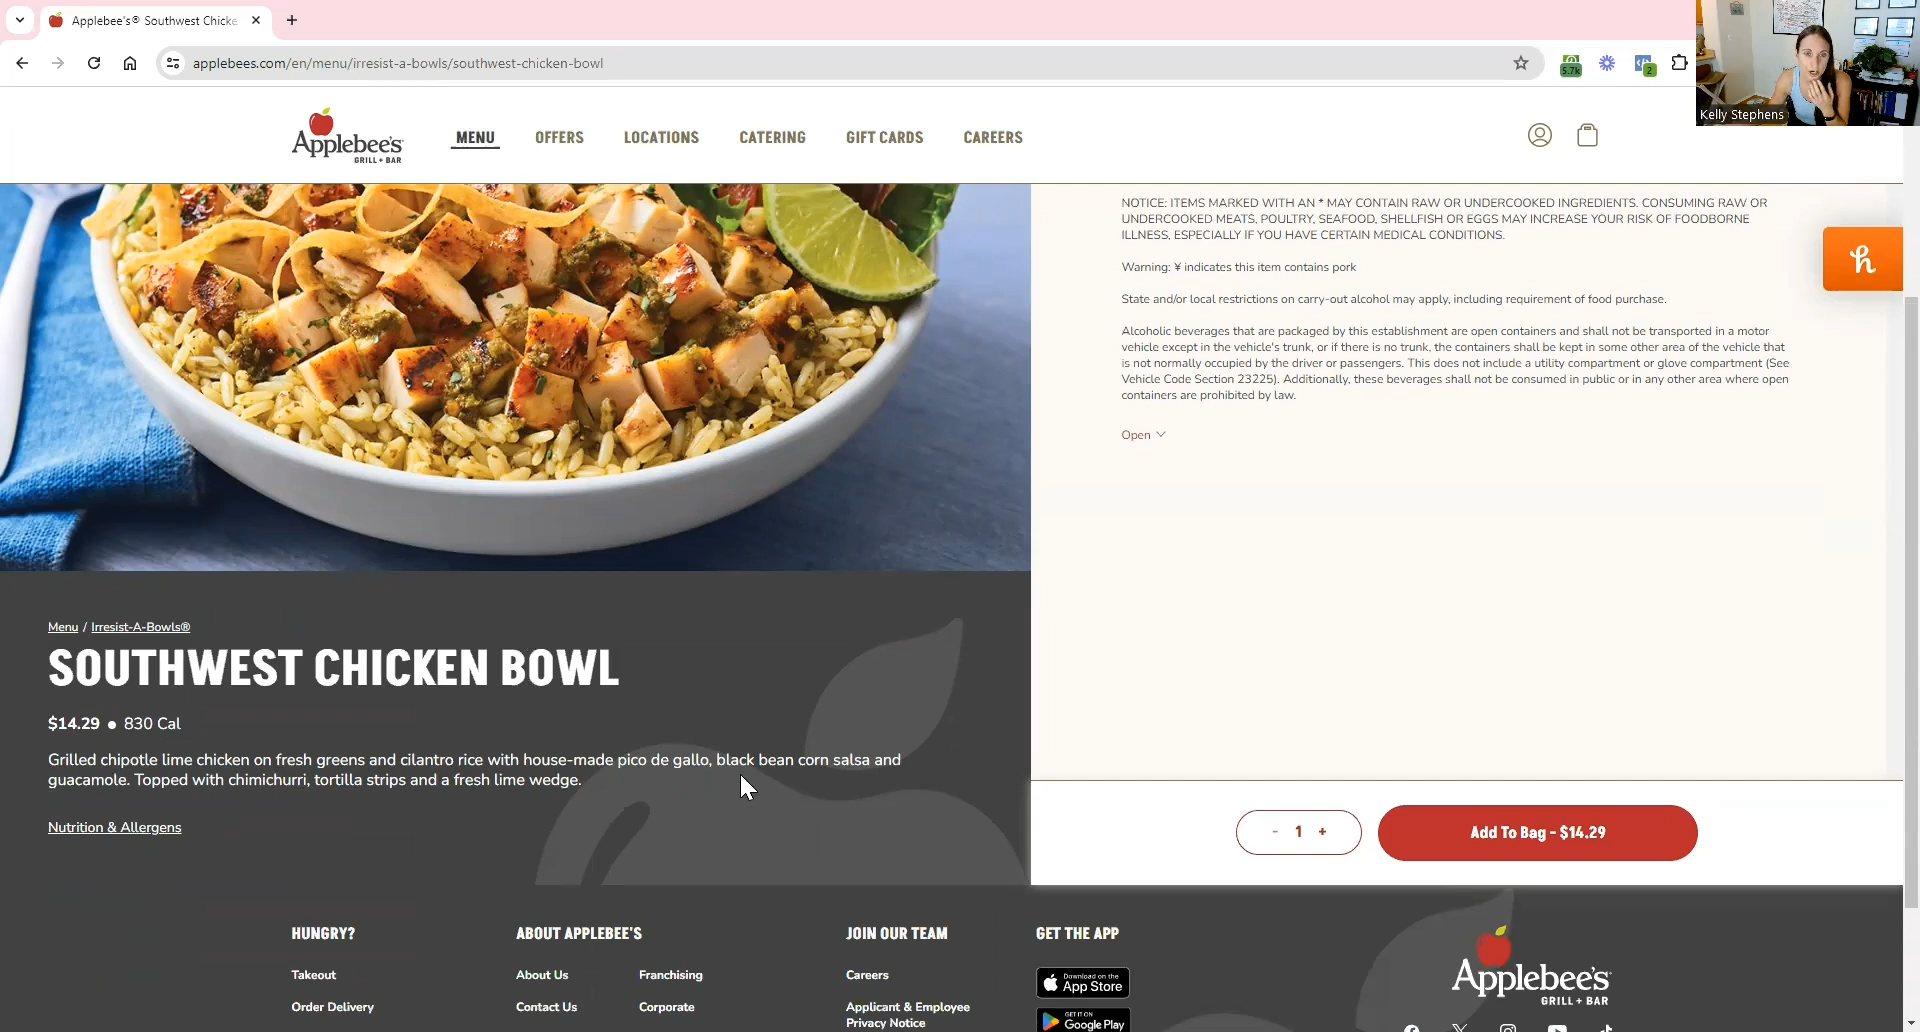 Applebee's® Southwest Chicke
applebees.com/en/menu/irresist-a-bowls/southwest-chicken-bowl
5.7k
2
Kelly Stephens
Applebee's
GRILL + BAR
MENU
OFFERS
LOCATIONS
CATERING
GIFT CARDS
CAREERS
NOTICE: ITEMS MARKED WITH AN * MAY CONTAIN RAW OR UNDERCOOKED INGREDIENTS. CONSUMING RAW OR
UNDERCOOKED MEATS, POULTRY, SEAFOOD, SHELLFISH OR EGGS MAY INCREASE YOUR RISK OF FOODBORNE
ILLNESS, ESPECIALLY IF YOU HAVE CERTAIN MEDICAL CONDITIONS.
Warning: ¥ indicates this item contains pork
State and/or local restrictions on carry-out alcohol may apply, including requirement of food purchase.
Alcoholic beverages that are packaged by this establishment are open containers and shall not be transported in a motor
vehicle except in the vehicle's trunk, or if there is no trunk, the containers shall be kept in some other area of the vehicle that
is not normally occupied by the driver or passengers. This does not include a utility compartment or glove compartment (See
Vehicle Code Section 23225). Additionally, these beverages shall not be consumed in public or in any other area where open
containers are prohibited by law.
Open
Menu / Irresist-A-Bowls®
SOUTHWEST CHICKEN BOWL
$14.29 ● 830 Cal
Grilled chipotle lime chicken on fresh greens and cilantro rice with house-made pico de gallo, black bean corn salsa and
guacamole. Topped with chimichurri, tortilla strips and a fresh lime wedge.
Nutrition & Allergens
- 1 +
Add To Bag - $14.29
HUNGRY?
Takeout
Order Delivery
ABOUT APPLEBEE'S
About Us
Franchising
Contact Us
Corporate
JOIN OUR TEAM
Careers
Applicant & Employee
Privacy Notice
GET THE APP
Download on the
App Store
GET IT ON
Google Play
Applebee's
GRILL + BAR